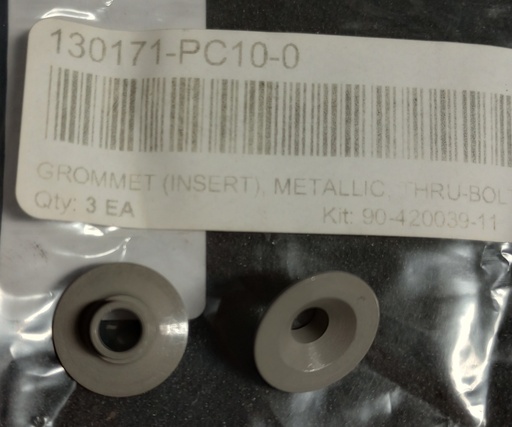 130171-PC10-0
GROMMET (INSERT), METALLIC, THRU-BOLT
Qty: 3 EA
Kit: 90-420039-11